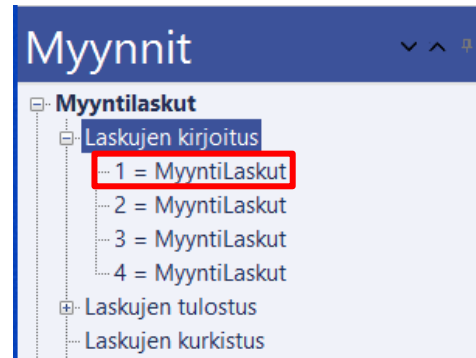 Myynnit
Myyntilaskut
Laskujen kirjoitus
1 = MyyntiLaskut
2 = MyyntiLaskut
3 = MyyntiLaskut
4 = MyyntiLaskut
Laskujen tulostus
Laskujen kurkistus